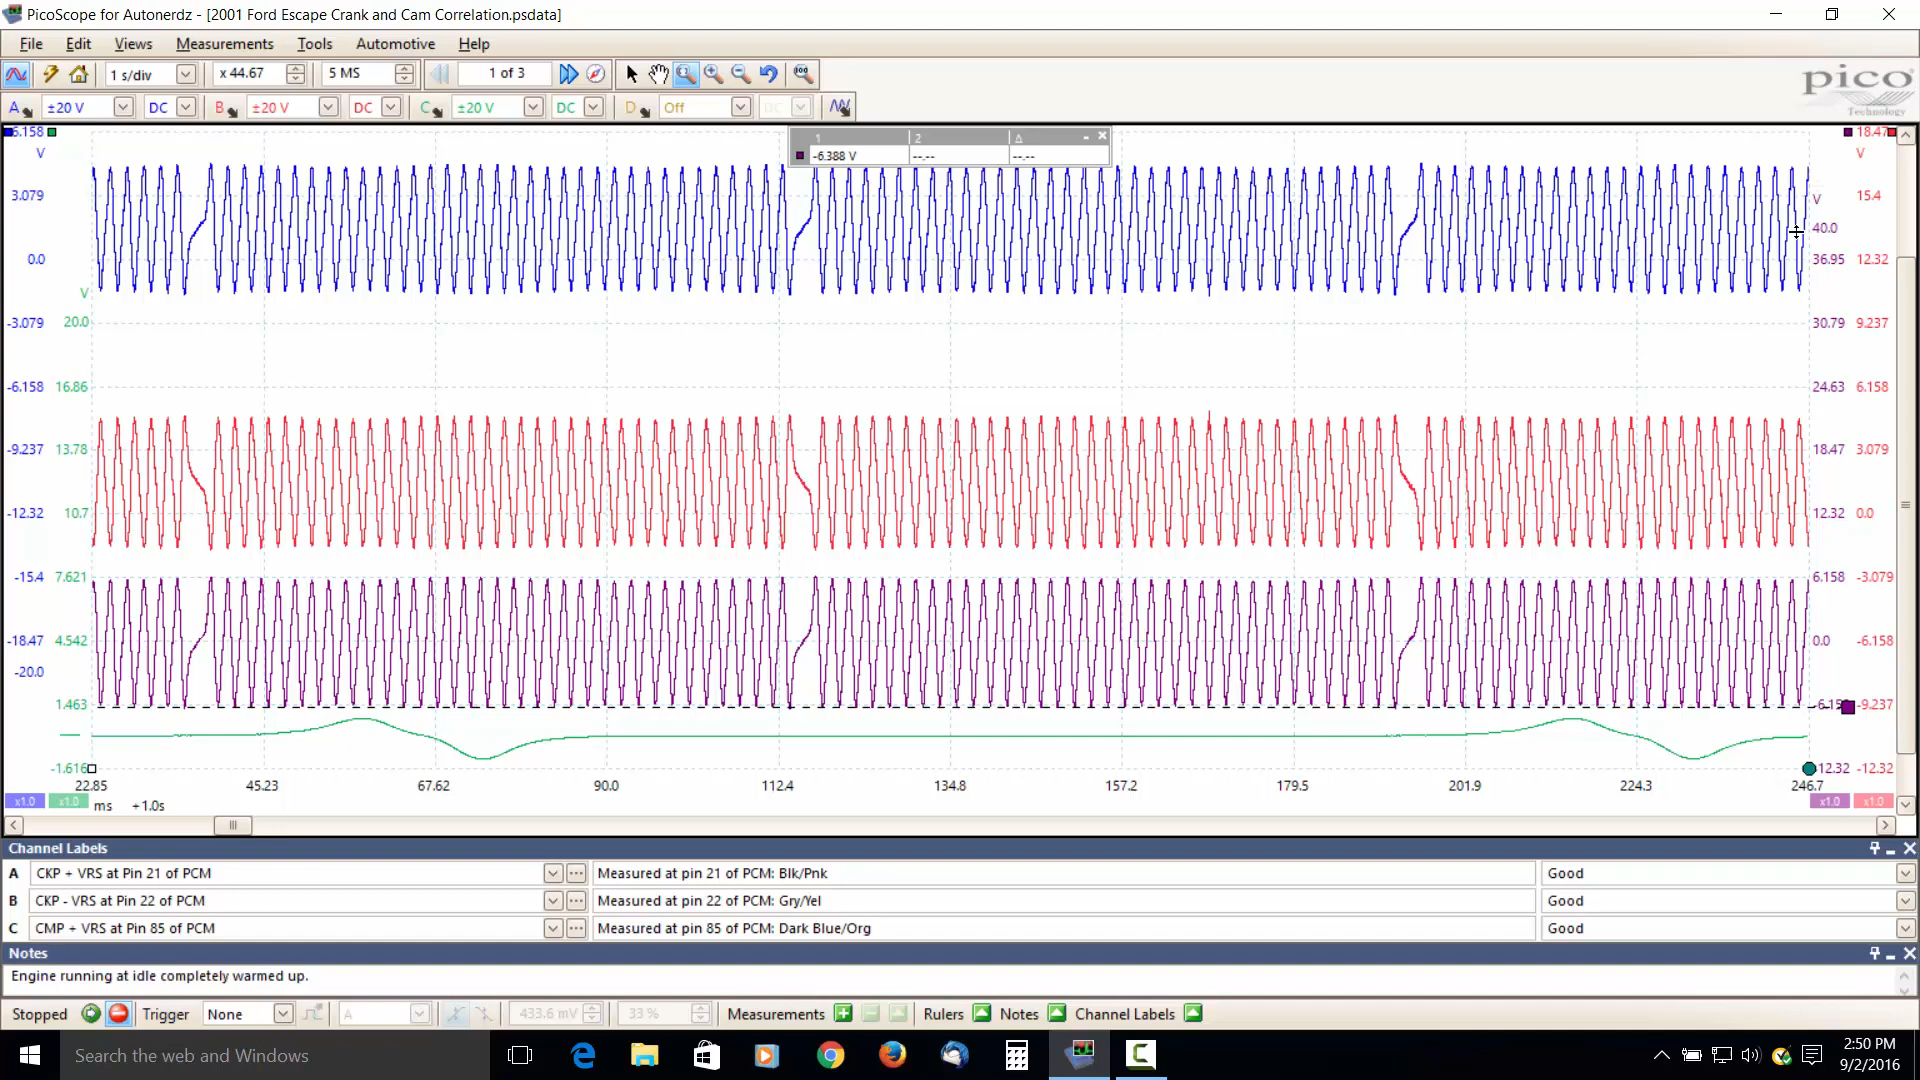 PicoScope for Autonerdz - [2001 Ford Escape Crank and Cam Correlation.psdata]
File Edit Views Measurements Tools Automotive Help
1 s/div x 44.67 5 MS 1 of 3
pico
Technology
A ±20 V DC B ±20 V DC C ±20 V DC D Off DC
6.158 1 2 Δ 18.47
V -6.388 V --.-- --.-- V
3.079 V 15.4
40.0
0.0 36.95 12.32
V
-3.079 20.0 30.79 9.237
-6.158 16.86 24.63 6.158
-9.237 13.78 18.47 3.079
-12.32 10.7 12.32 0.0
-15.4 7.621 6.158 -3.079
-18.47 4.542 0.0 -6.158
-20.0
1.463 -6.15 -9.237
-1.616 12.32 -12.32
22.85 45.23 67.62 90.0 112.4 134.8 157.2 179.5 201.9 224.3 246.7
x1.0 x1.0 ms +1.0s x1.0 x1.0
Channel Labels
A CKP + VRS at Pin 21 of PCM Measured at pin 21 of PCM: Blk/Pnk Good
B CKP - VRS at Pin 22 of PCM Measured at pin 22 of PCM: Gry/Yel Good
C CMP + VRS at Pin 85 of PCM Measured at pin 85 of PCM: Dark Blue/Org Good
Notes
Engine running at idle completely warmed up.
Stopped Trigger None A 433.6 mV 33 % Measurements Rulers Notes Channel Labels
Search the web and Windows
2:50 PM
9/2/2016